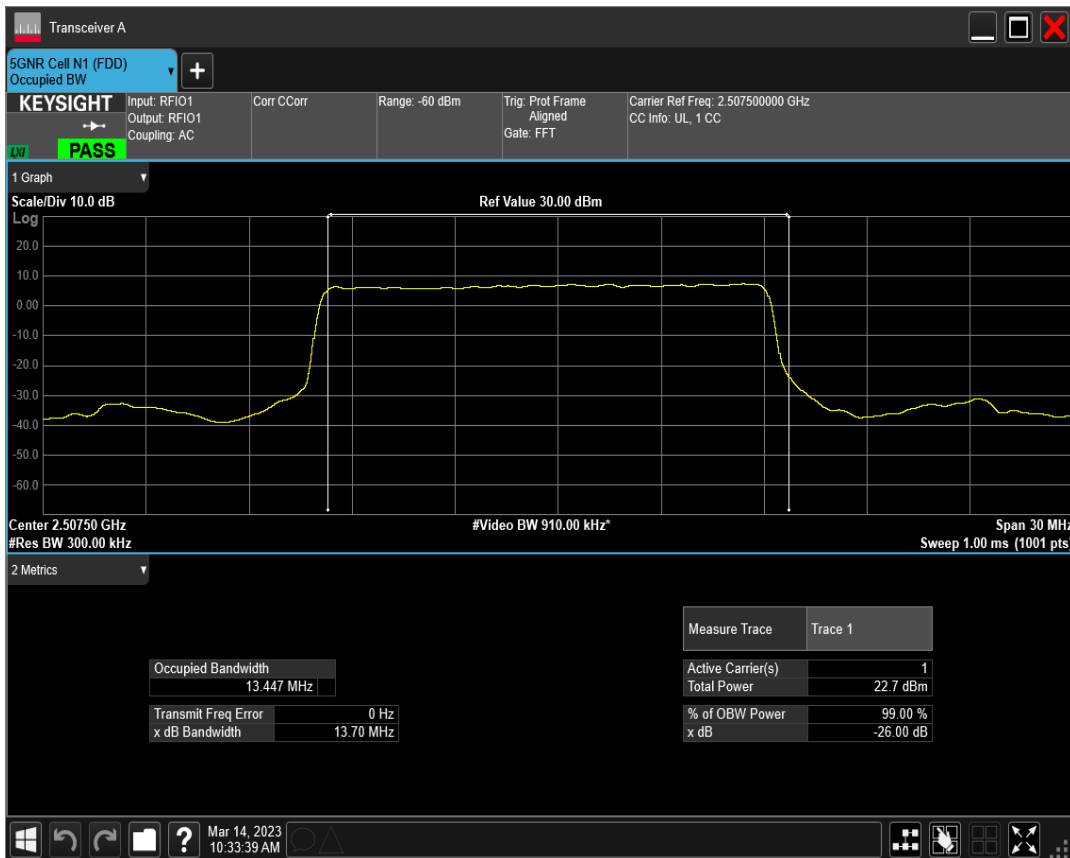 Transceiver A
5GNR Cell N1 (FDD)
Occupied BW
+
KEYSIGHT
LXI
PASS
Input: RFIO1
Output: RFIO1
Coupling: AC
Corr CCorr
Range: -60 dBm
Trig: Prot Frame
Aligned
Gate: FFT
Carrier Ref Freq: 2.507500000 GHz
CC Info: UL, 1 CC
1 Graph
Scale/Div 10.0 dB
Ref Value 30.00 dBm
Log
20.0
10.0
0.00
-10.0
-20.0
-30.0
-40.0
-50.0
-60.0
Center 2.50750 GHz
#Video BW 910.00 kHz*
Span 30 MHz
#Res BW 300.00 kHz
Sweep 1.00 ms (1001 pts)
2 Metrics
Measure Trace Trace 1
Occupied Bandwidth
13.447 MHz
Active Carrier(s) 1
Total Power 22.7 dBm
Transmit Freq Error 0 Hz
x dB Bandwidth 13.70 MHz
% of OBW Power 99.00 %
x dB -26.00 dB
?
Mar 14, 2023
10:33:39 AM